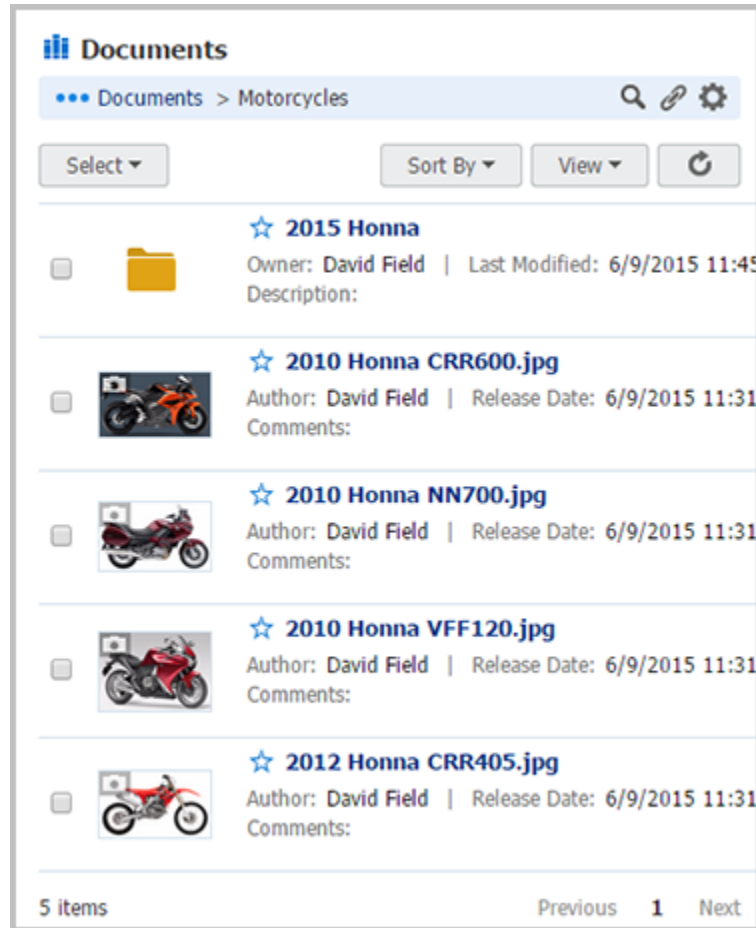 Documents
Documents > Motorcycles
Select Sort By View
2015 Honna
Owner: David Field | Last Modified: 6/9/2015 11:45
Description:
2010 Honna CRR600.jpg
Author: David Field | Release Date: 6/9/2015 11:31
Comments:
2010 Honna NN700.jpg
Author: David Field | Release Date: 6/9/2015 11:31
Comments:
2010 Honna VFF120.jpg
Author: David Field | Release Date: 6/9/2015 11:31
Comments:
2012 Honna CRR405.jpg
Author: David Field | Release Date: 6/9/2015 11:31
Comments:
5 items Previous 1 Next